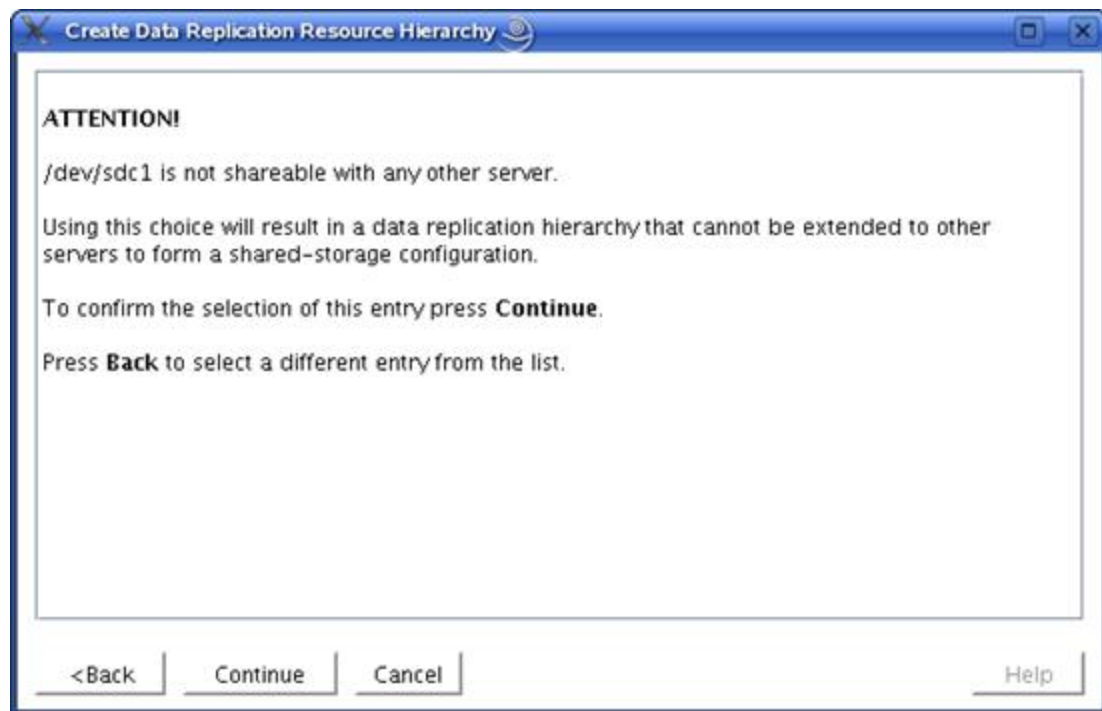 Create Data Replication Resource Hierarchy
ATTENTION!
/dev/sdc1 is not shareable with any other server.
Using this choice will result in a data replication hierarchy that cannot be extended to other
servers to form a shared-storage configuration.
To confirm the selection of this entry press Continue.
Press Back to select a different entry from the list.
<Back
Continue
Cancel
Help